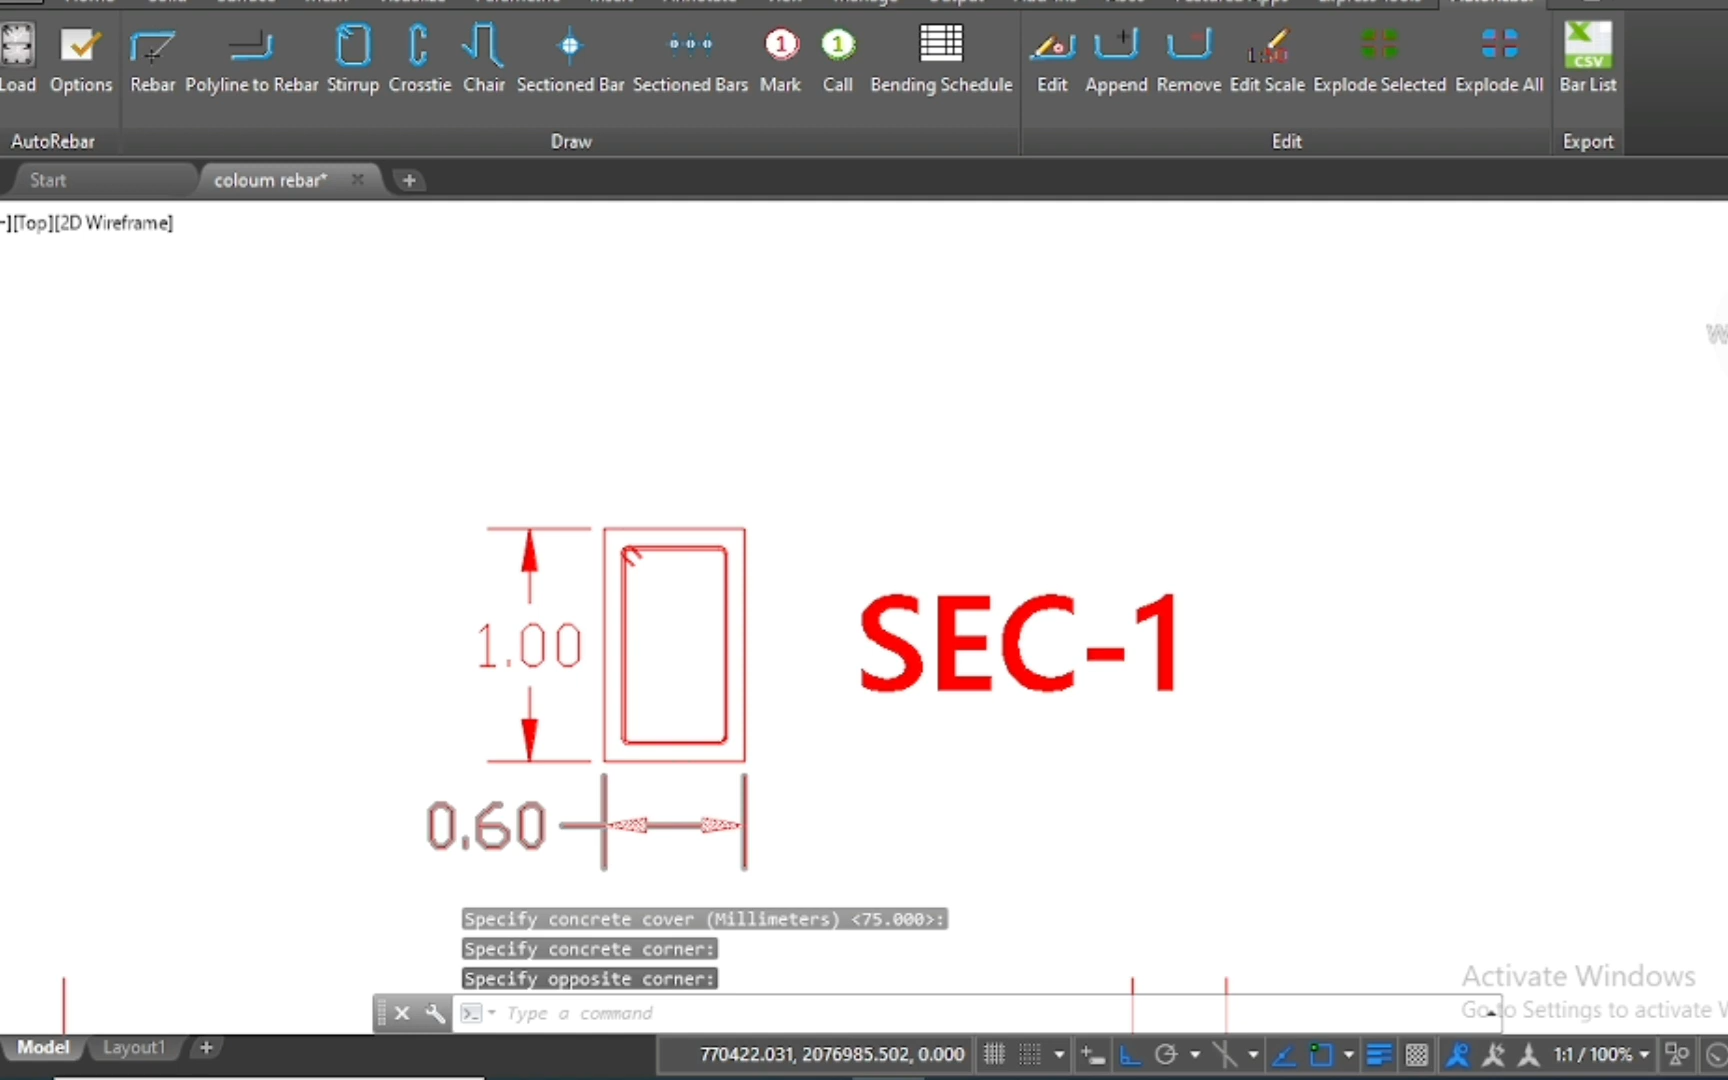 Load Options Rebar Polyline to Rebar Stirrup Crosstie Chair Sectioned Bar Sectioned Bars Mark Call Bending Schedule Edit Append Remove Edit Scale Explode Selected Explode All Bar List
CSV
1 1
AutoRebar Draw Edit Export
Start coloum rebar* × +
-][Top][2D Wireframe]
W
1.00
SEC-1
0.60
Specify concrete cover (Millimeters) <75.000>:
Specify concrete corner:
Specify opposite corner:
Activate Windows
Type a command
Go to Settings to activate W
Model Layout1 +
770422.031, 2076985.502, 0.000
1:1 / 100%